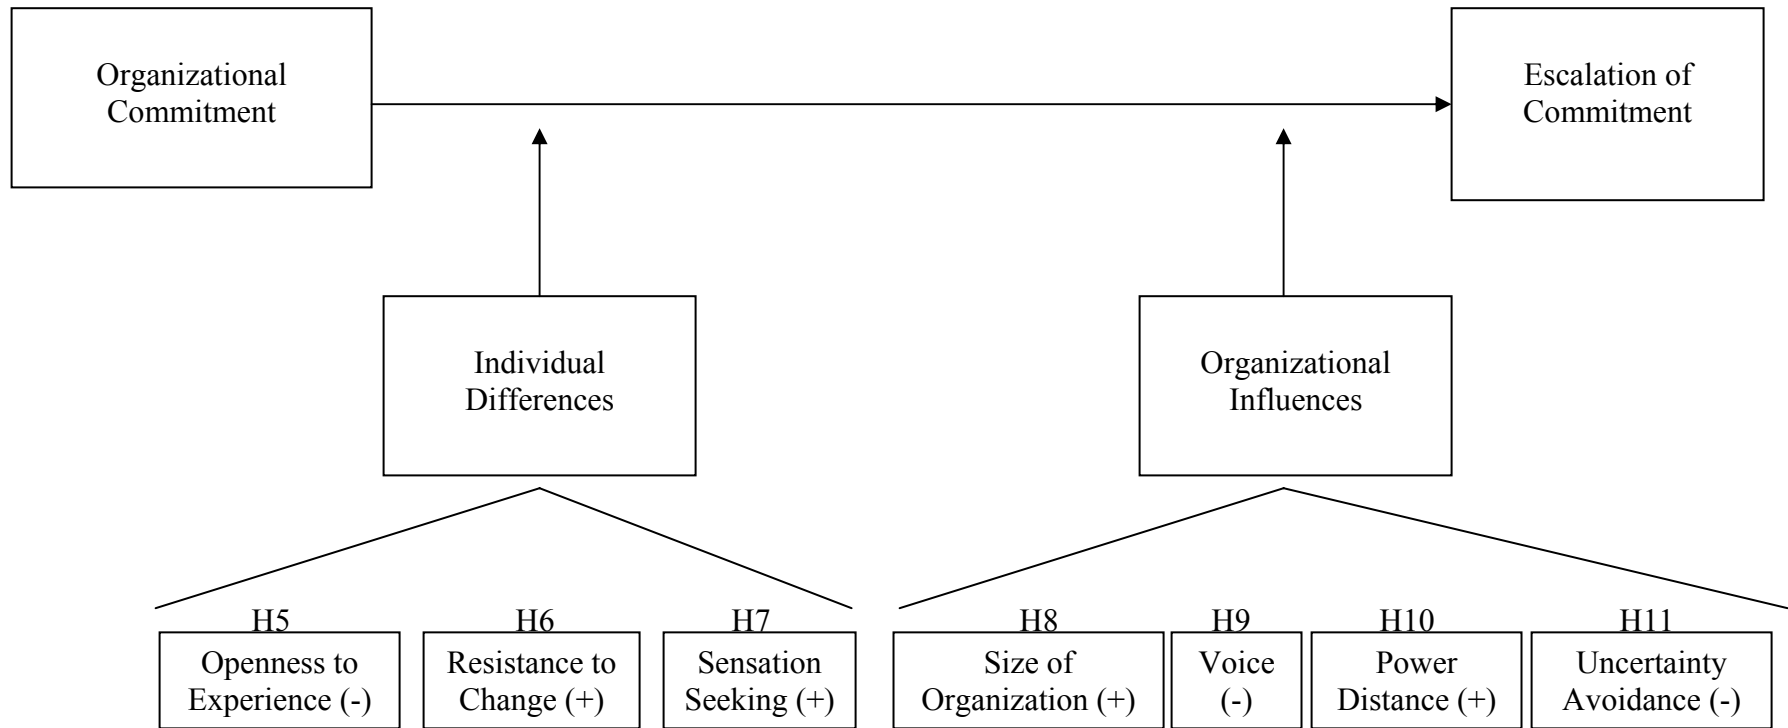 Organizational
Commitment
Escalation of
Commitment
Individual
Differences
Organizational
Influences
H5
Openness to
Experience (-)
H6
Resistance to
Change (+)
H7
Sensation
Seeking (+)
H8
Size of
Organization (+)
H9
Voice
(-)
H10
Power
Distance (+)
H11
Uncertainty
Avoidance (-)